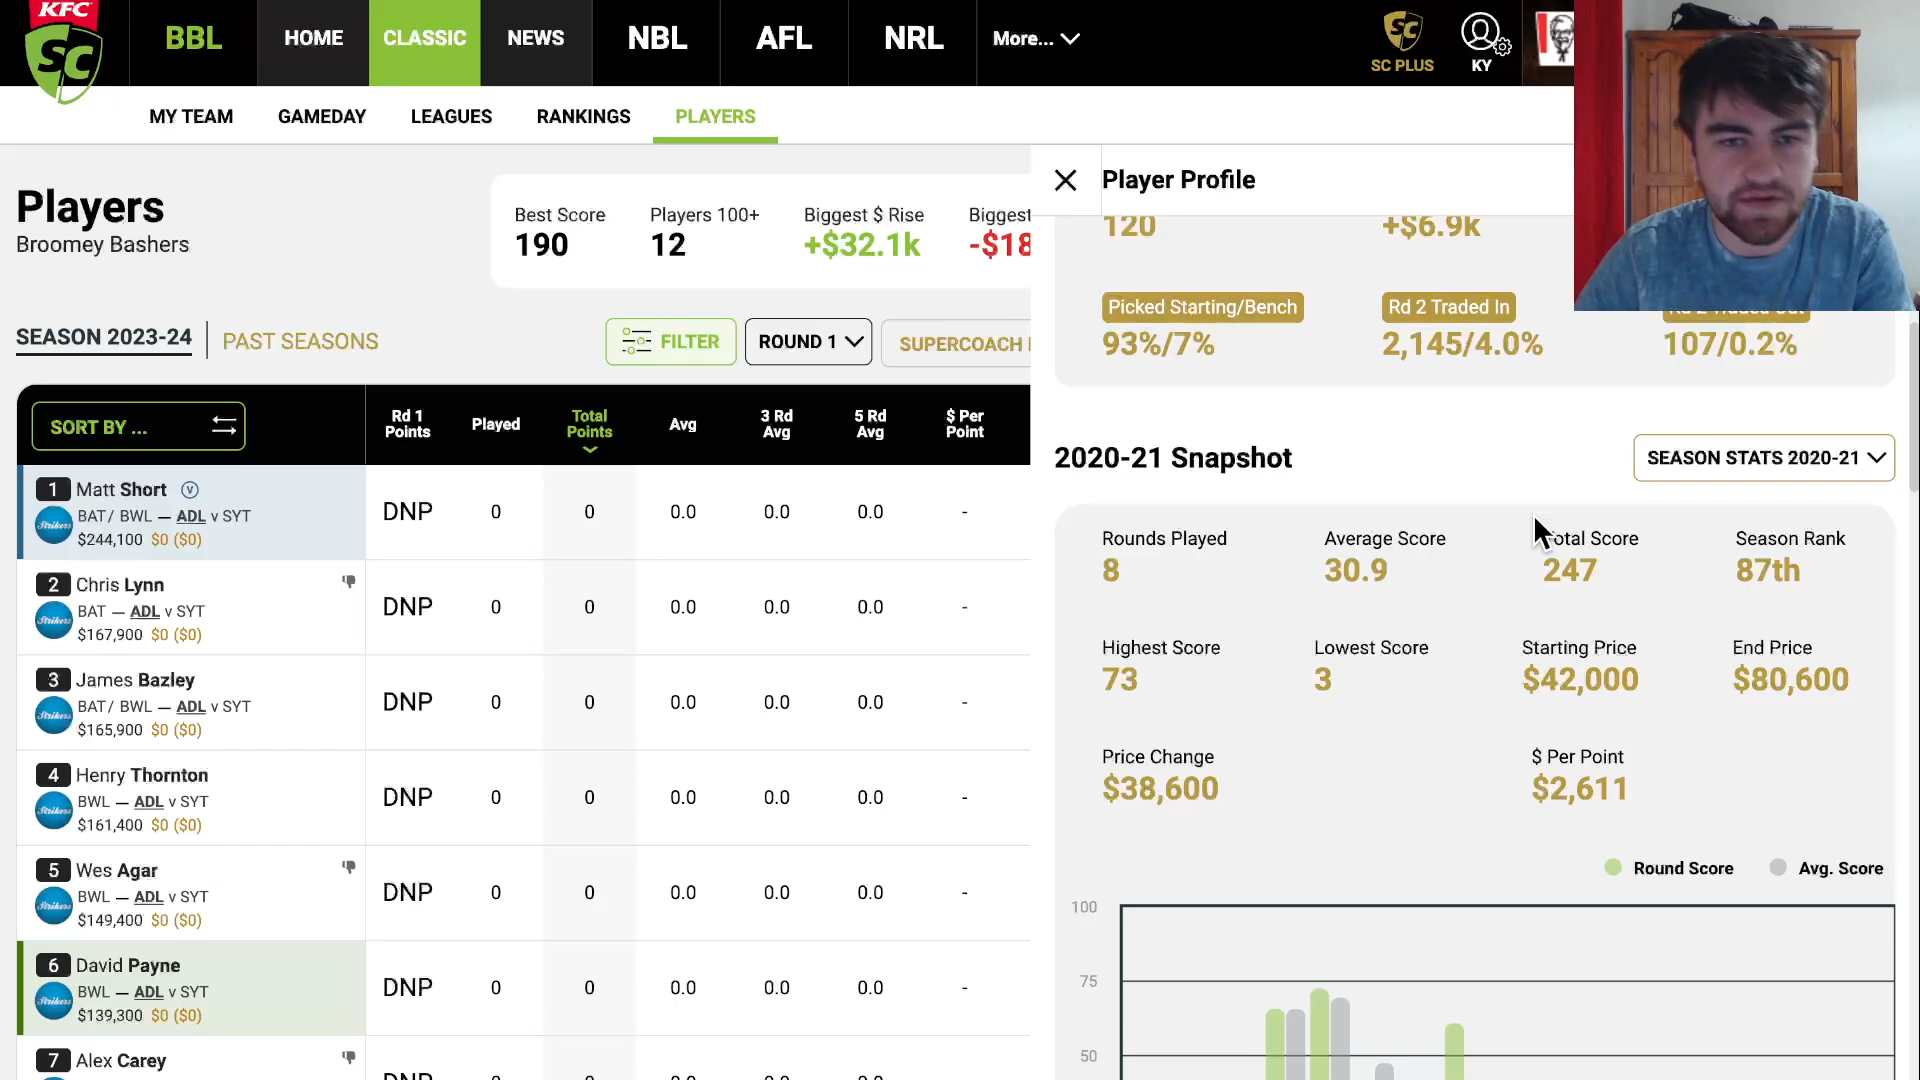 KFC
SC
BBL
HOME
CLASSIC
NEWS
NBL
AFL
NRL
More...
SC PLUS
KY
MY TEAM
GAMEDAY
LEAGUES
RANKINGS
PLAYERS
Players
Broomey Bashers
Best Score
190
Players 100+
12
Biggest $ Rise
+$32.1k
Biggest
-$18
SEASON 2023-24
PAST SEASONS
FILTER
ROUND 1
SUPERCOACH
SORT BY ...
Rd 1 Points
Played
Total Points
Avg
3 Rd Avg
5 Rd Avg
$ Per Point
1 Matt Short V
BAT/ BWL — ADL v SYT
$244,100 $0 ($0)
DNP 0 0 0.0 0.0 0.0 -
2 Chris Lynn
BAT — ADL v SYT
$167,900 $0 ($0)
DNP 0 0 0.0 0.0 0.0 -
3 James Bazley
BAT/ BWL — ADL v SYT
$165,900 $0 ($0)
DNP 0 0 0.0 0.0 0.0 -
4 Henry Thornton
BWL — ADL v SYT
$161,400 $0 ($0)
DNP 0 0 0.0 0.0 0.0 -
5 Wes Agar
BWL — ADL v SYT
$149,400 $0 ($0)
DNP 0 0 0.0 0.0 0.0 -
6 David Payne
BWL — ADL v SYT
$139,300 $0 ($0)
DNP 0 0 0.0 0.0 0.0 -
7 Alex Carey
Player Profile
120
+$6.9k
Picked Starting/Bench
93%/7%
Rd 2 Traded In
2,145/4.0%
107/0.2%
2020-21 Snapshot
SEASON STATS 2020-21
Rounds Played
8
Average Score
30.9
otal Score
247
Season Rank
87th
Highest Score
73
Lowest Score
3
Starting Price
$42,000
End Price
$80,600
Price Change
$38,600
$ Per Point
$2,611
Round Score
Avg. Score
100
75
50